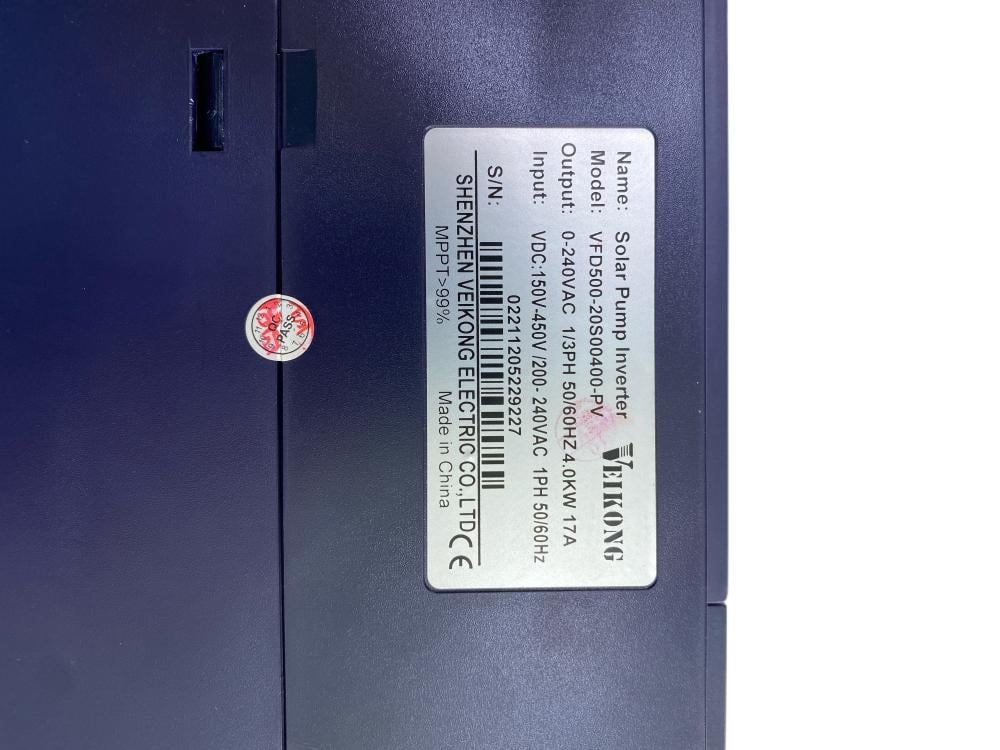 VEIKONG
Name: Solar Pump Inverter
Model: VFD500-20S00400-PV
Output: 0-240VAC 1/3PH 50/60HZ 4.0KW 17A
Input: VDC:150V-450V /200- 240VAC 1PH 50/60Hz
02211205229227
S/N:
SHENZHEN VEIKONG ELECTRIC CO.,LTD CE
MPPT>99% Made in China
QC
PASS